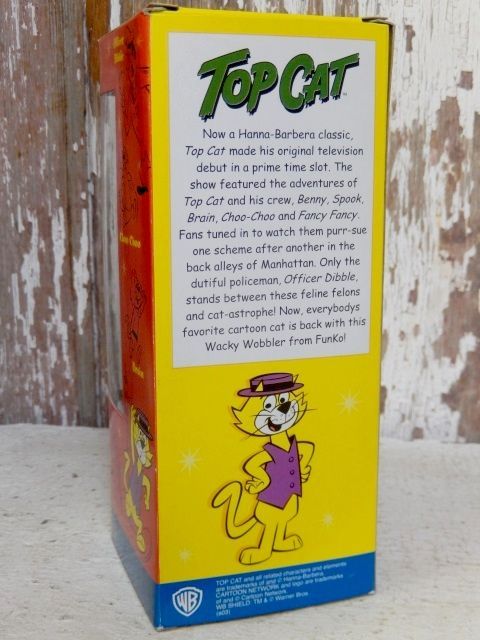 TOP CAT
Now a Hanna-Barbera classic,
Top Cat made his original television
debut in a prime time slot. The
show featured the adventures of
Top Cat and his crew, Benny, Spook,
Brain, Choo-Choo and Fancy Fancy.
Fans tuned in to watch them purr-sue
one scheme after another in the
back alleys of Manhattan. Only the
dutiful policeman, Officer Dibble,
stands between these feline felons
and cat-astrophe! Now, everybodys
favorite cartoon cat is back with this
Wacky Wobbler from FunKo!
Choo Choo
WB
TOP CAT and all related characters and elements
are trademarks of and © Hanna-Barbera.
CARTOON NETWORK and logo are trademarks
of and © Cartoon Network.
WB SHIELD: TM & © Warner Bros.
(s03)